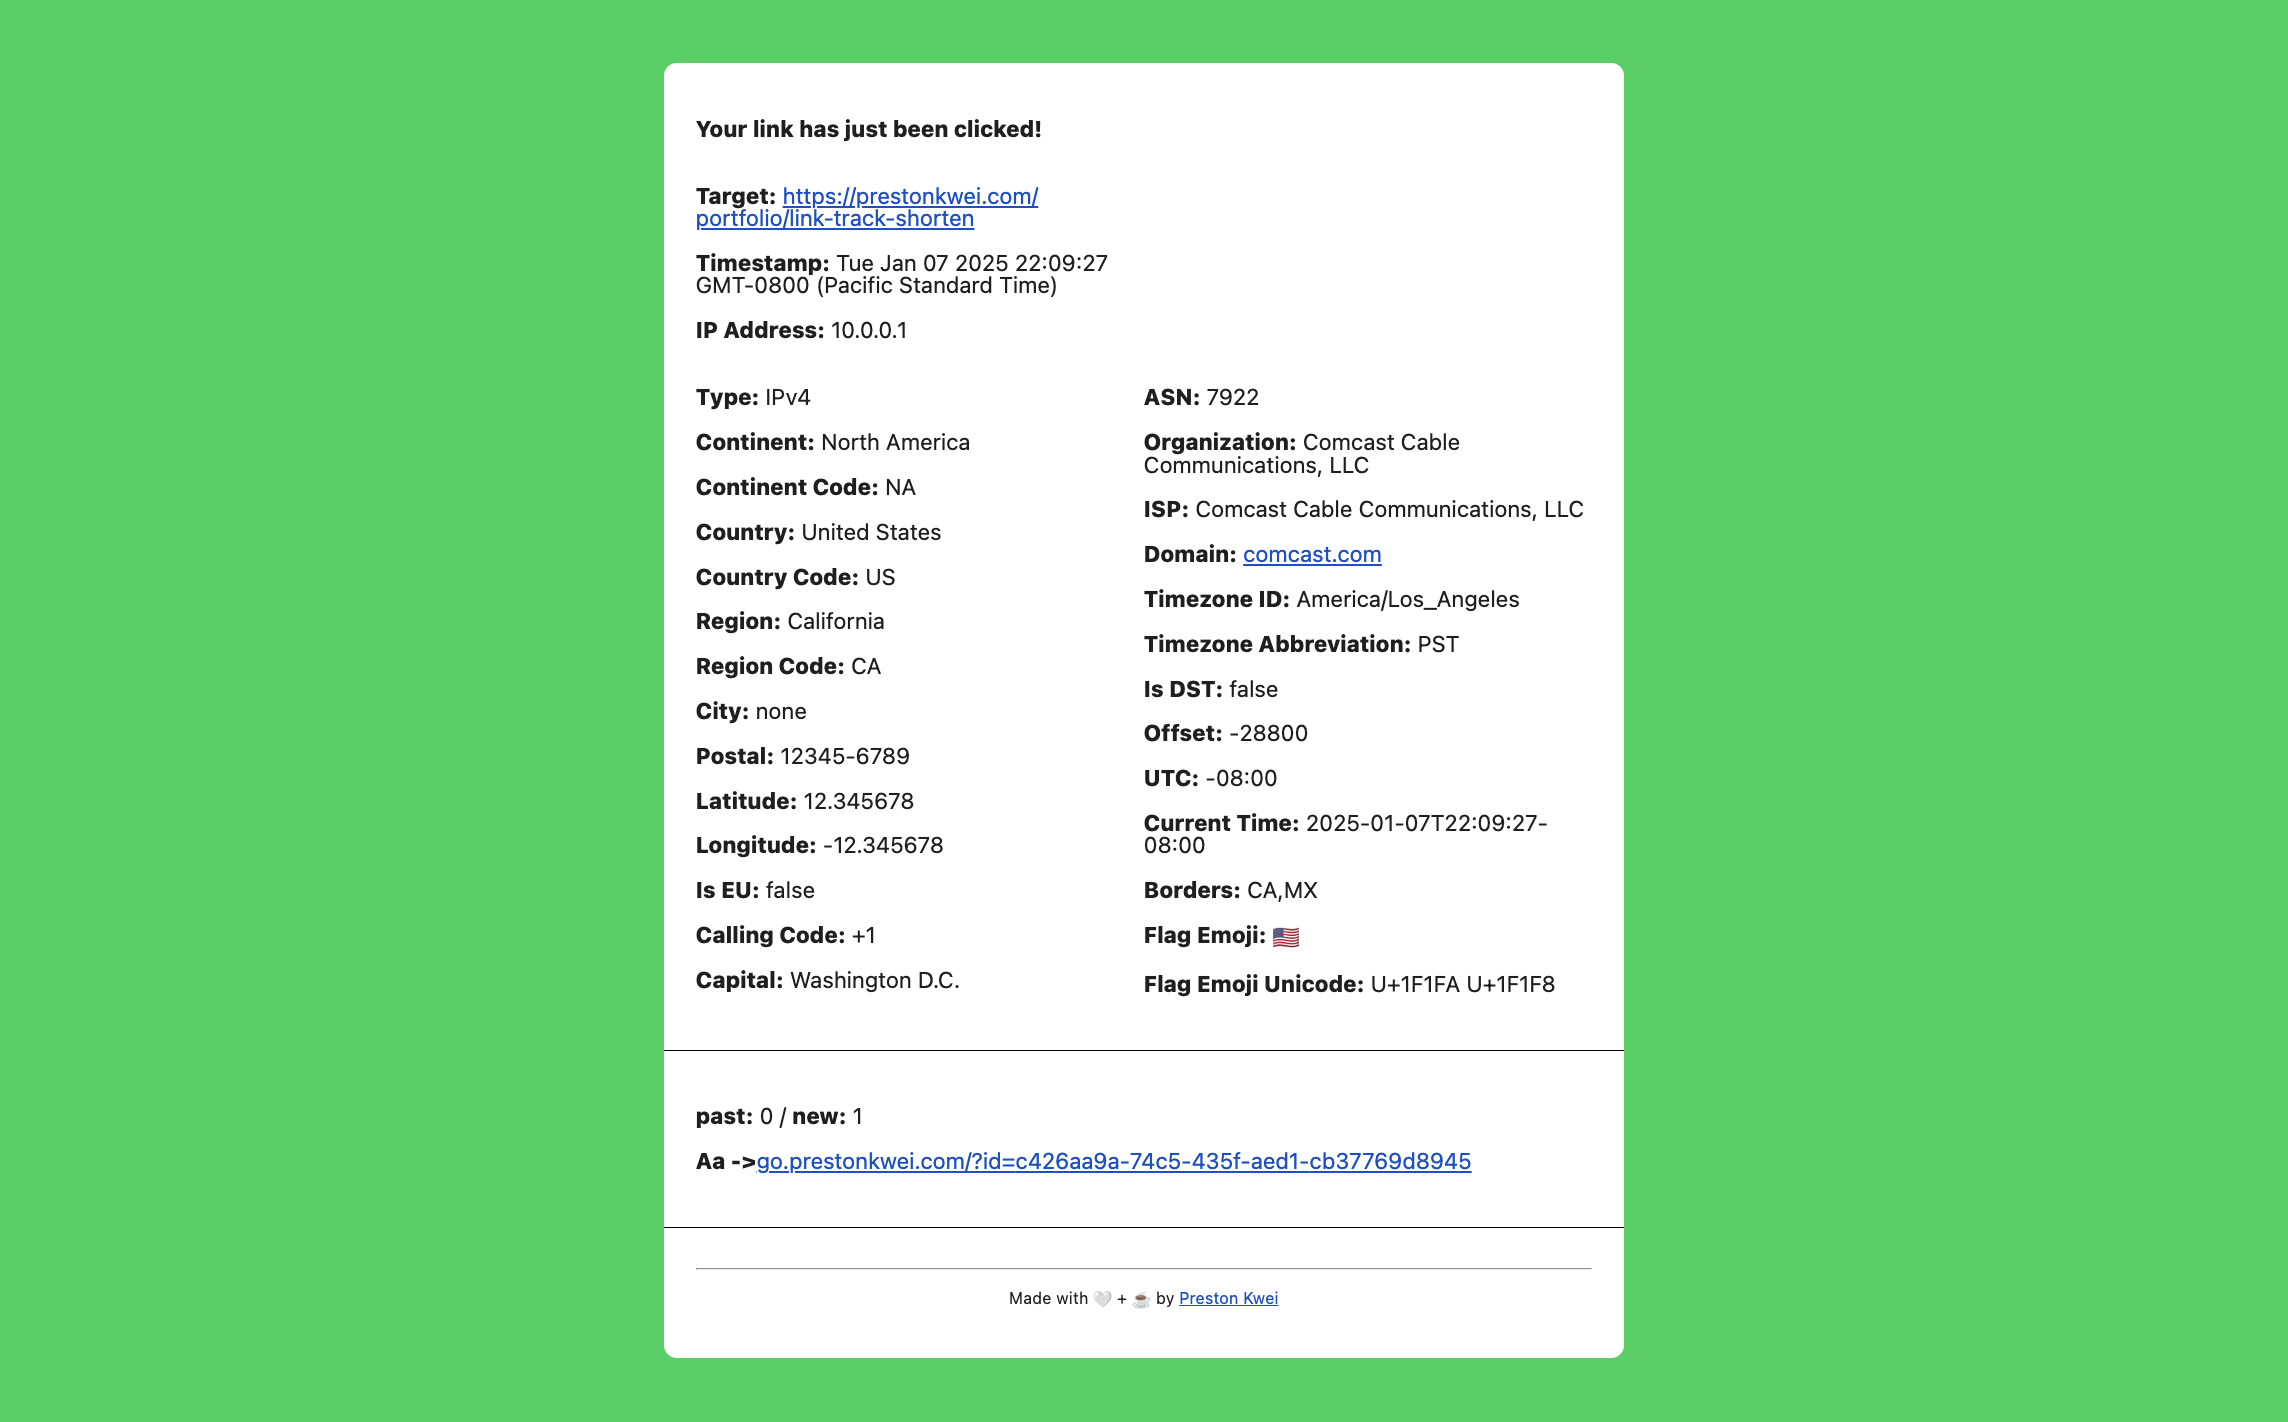 Your link has just been clicked!
Target: https://prestonkwei.com/
portfolio/link-track-shorten
Timestamp: Tue Jan 07 2025 22:09:27
GMT-0800 (Pacific Standard Time)
IP Address: 10.0.0.1
Type: IPv4
Continent: North America
Continent Code: NA
Country: United States
Country Code: US
Region: California
Region Code: CA
City: none
Postal: 12345-6789
Latitude: 12.345678
Longitude: -12.345678
Is EU: false
Calling Code: +1
Capital: Washington D.C.
ASN: 7922
Organization: Comcast Cable
Communications, LLC
ISP: Comcast Cable Communications, LLC
Domain: comcast.com
Timezone ID: America/Los_Angeles
Timezone Abbreviation: PST
Is DST: false
Offset: -28800
UTC: -08:00
Current Time: 2025-01-07T22:09:27-
08:00
Borders: CA,MX
Flag Emoji: 🇺🇸
Flag Emoji Unicode: U+1F1FA U+1F1F8
past: 0 / new: 1
Aa ->go.prestonkwei.com/?id=c426aa9a-74c5-435f-aed1-cb37769d8945
Made with 🤍 + ☕ by Preston Kwei